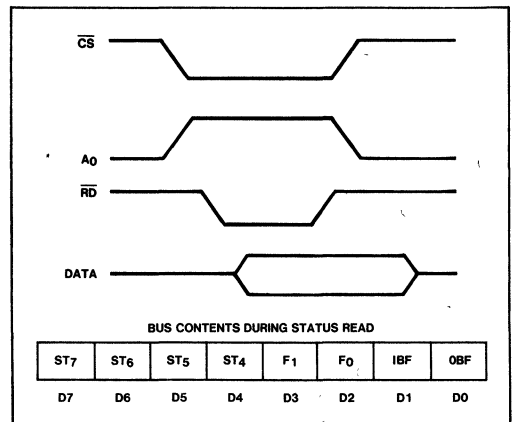 CS
A0
RD
DATA
BUS CONTENTS DURING STATUS READ
ST7 ST6 ST5 ST4 F1 F0 IBF 0BF
D7 D6 D5 D4 D3 D2 D1 D0